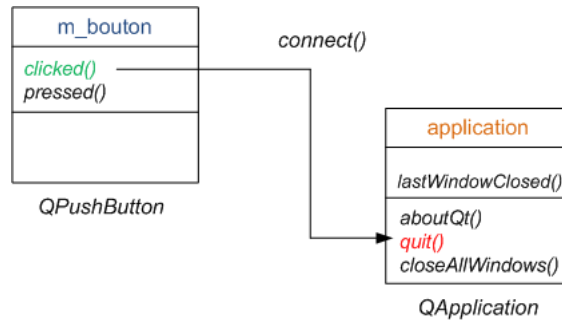 m_bouton
clicked()
pressed()
QPushButton
connect()
application
lastWindowClosed()
aboutQt()
quit()
closeAllWindows()
QApplication